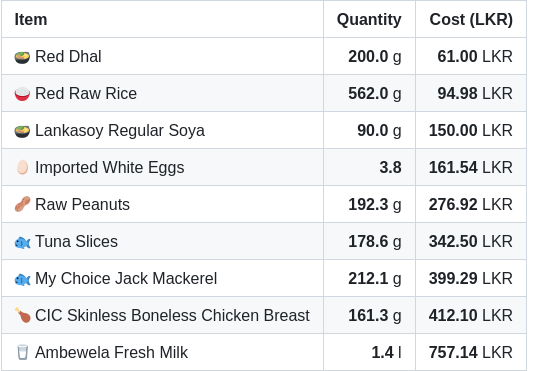 Item Quantity Cost (LKR)
Red Dhal 200.0 g 61.00 LKR
Red Raw Rice 562.0 g 94.98 LKR
Lankasoy Regular Soya 90.0 g 150.00 LKR
Imported White Eggs 3.8 161.54 LKR
Raw Peanuts 192.3 g 276.92 LKR
Tuna Slices 178.6 g 342.50 LKR
My Choice Jack Mackerel 212.1 g 399.29 LKR
CIC Skinless Boneless Chicken Breast 161.3 g 412.10 LKR
Ambewela Fresh Milk 1.4 l 757.14 LKR